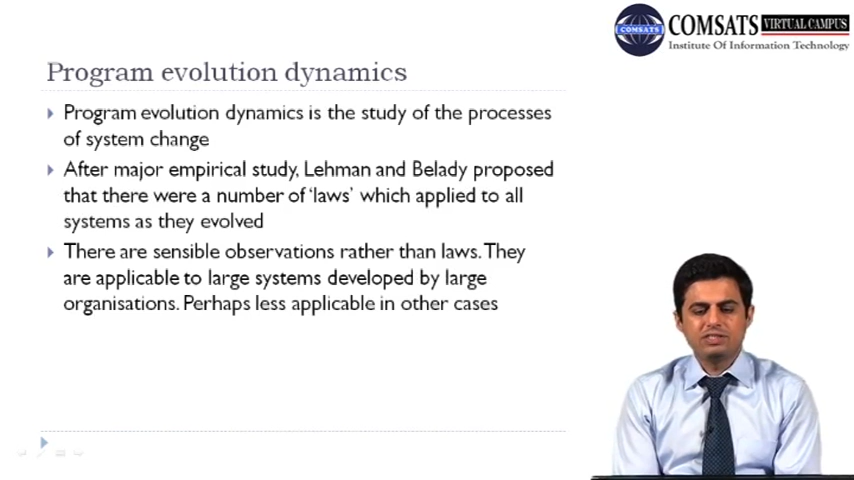 COMSATS VIRTUAL CAMPUS
COMSATS
Institute Of Information Technology
Program evolution dynamics
Program evolution dynamics is the study of the processes
of system change
After major empirical study, Lehman and Belady proposed
that there were a number of ‘laws’ which applied to all
systems as they evolved
There are sensible observations rather than laws. They
are applicable to large systems developed by large
organisations. Perhaps less applicable in other cases